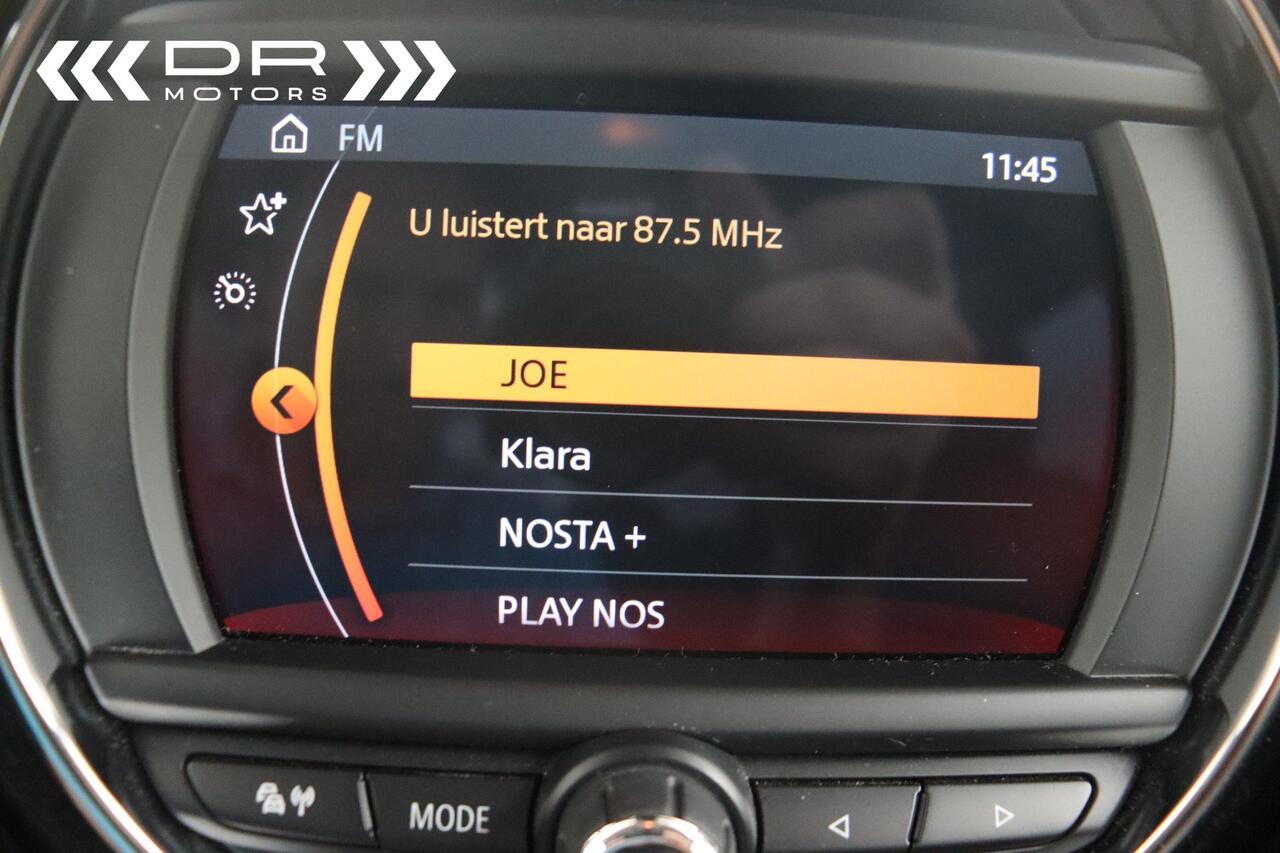 DR
MOTORS
FM
11:45
U luistert naar 87.5 MHz
JOE
Klara
NOSTA +
PLAY NOS
MODE